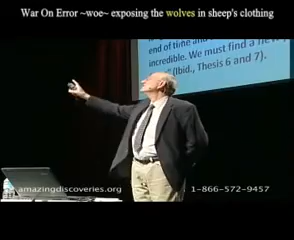 War On Error ~woe~ exposing the wolves in sheep's clothing
end of time and
incredible. We must find a new
(Ibid., Thesis 6 and 7).
amazingdiscoveries.org
1-866-572-9457